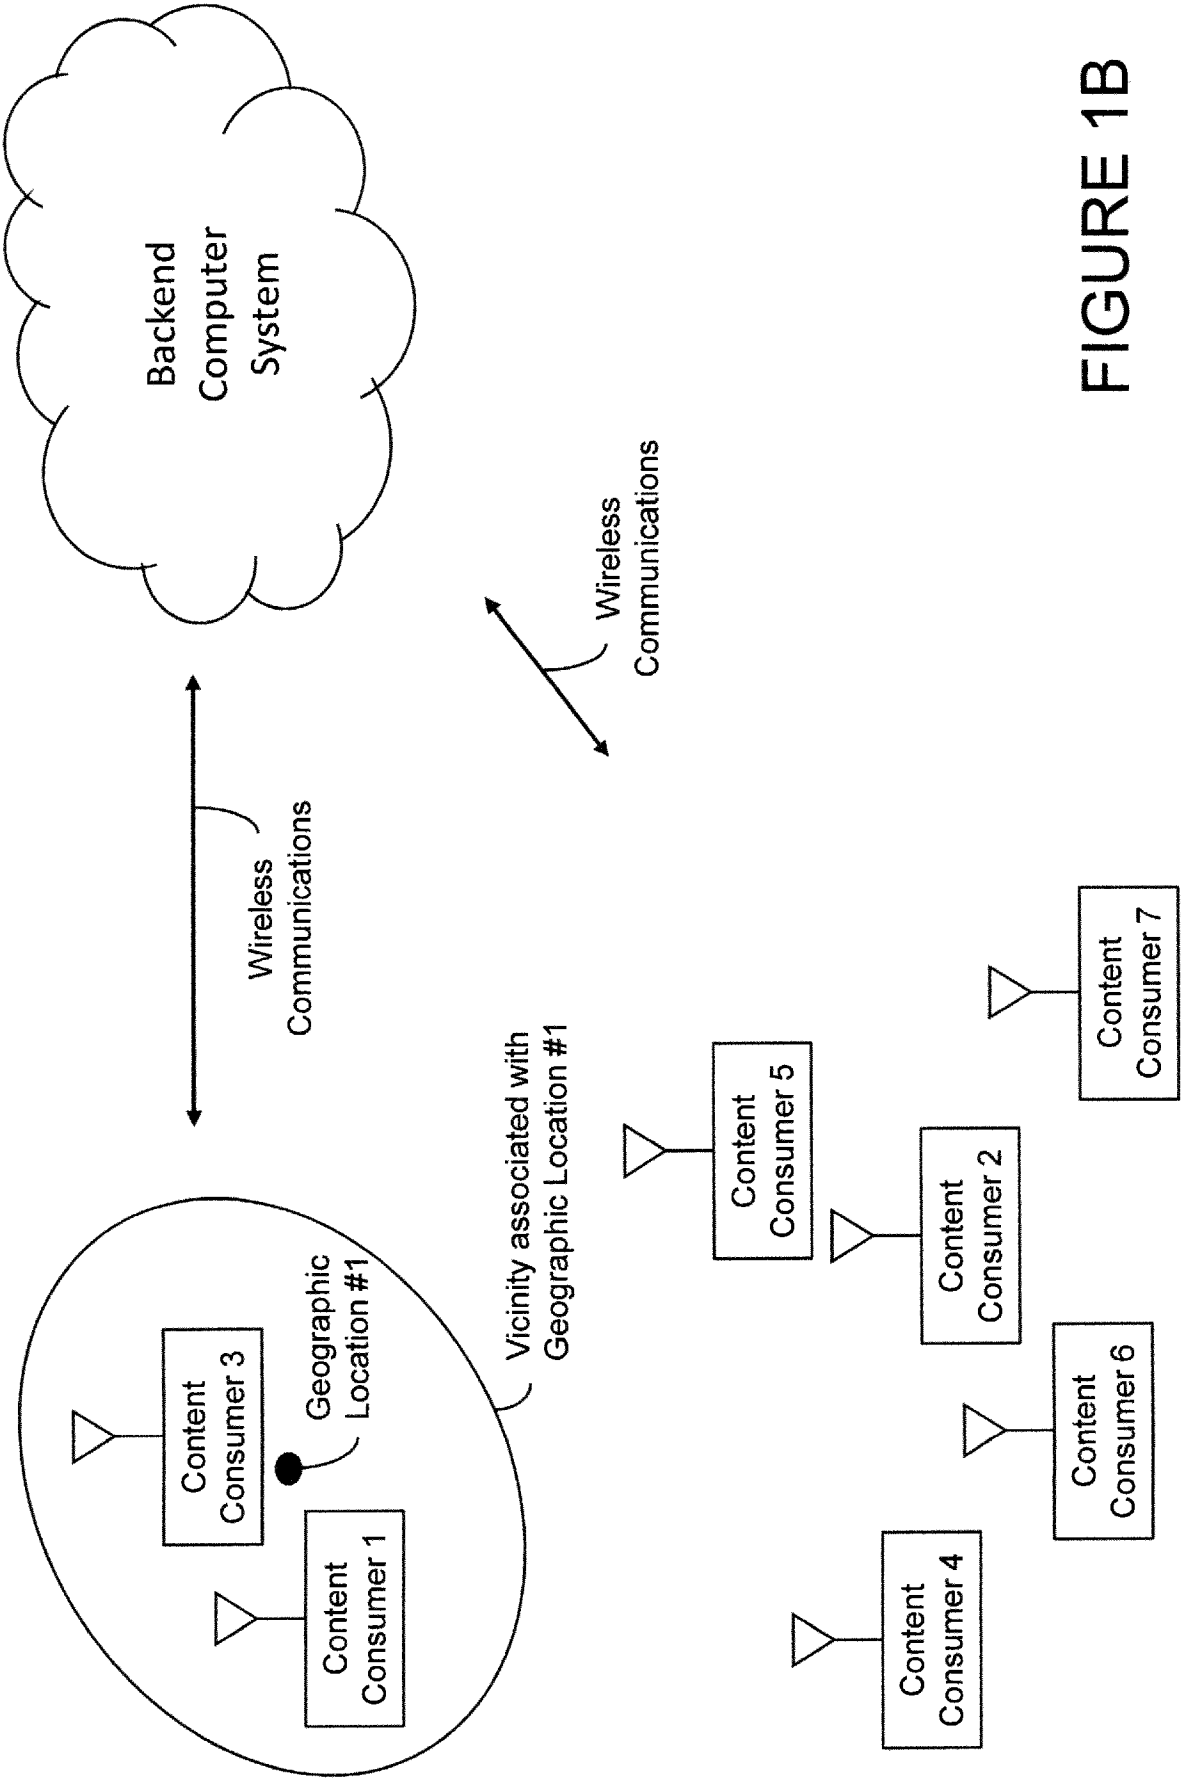 Content
Consumer 3
Geographic
Location #1
Content
Consumer 1
Vicinity associated with
Geographic Location #1
Wireless
Communications
Backend
Computer
System
Wireless
Communications
Content
Consumer 5
Content
Consumer 2
Content
Consumer 4
Content
Consumer 6
Content
Consumer 7
FIGURE 1B